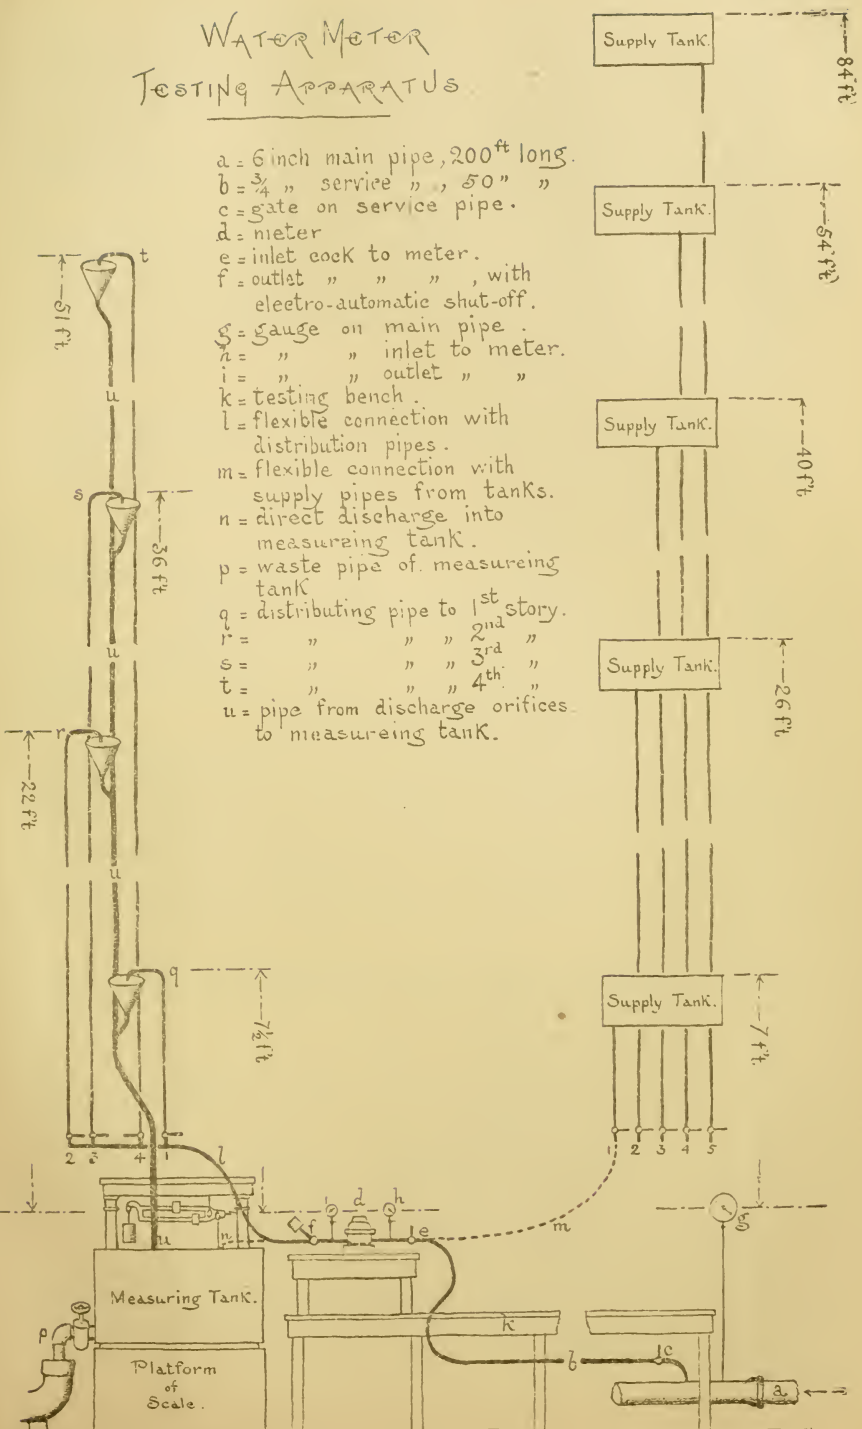 WATER METER
TESTING APPARATUS
a = 6 inch main pipe, 200ft long.
b = ¾ " service " , 50 " "
c = gate on service pipe.
d = meter
e = inlet cock to meter.
f = outlet " " " , with
electro-automatic shut-off.
g = gauge on main pipe.
h = " " inlet to meter.
i = " " outlet " "
k = testing bench.
l = flexible connection with
distribution pipes.
m = flexible connection with
supply pipes from tanks.
n = direct discharge into
measureing tank.
p = waste pipe of measureing
tank
q = distributing pipe to 1st story.
r = " " " 2nd "
s = " " " 3rd "
t = " " " 4th "
u = pipe from discharge orifices
to measureing tank.
Supply Tank.
84 ft
Supply Tank.
54 ft
Supply Tank.
40 ft
Supply Tank.
26 ft
Supply Tank.
7 ft
1 2 3 4 5
t
51 ft
u
s
36 ft
u
r
22 ft
u
q
7½ ft
2 3 4 1
l
u
n
f
i
d
h
e
m
g
Measuring Tank.
p
Platform
of
Scale.
k
b
c
a